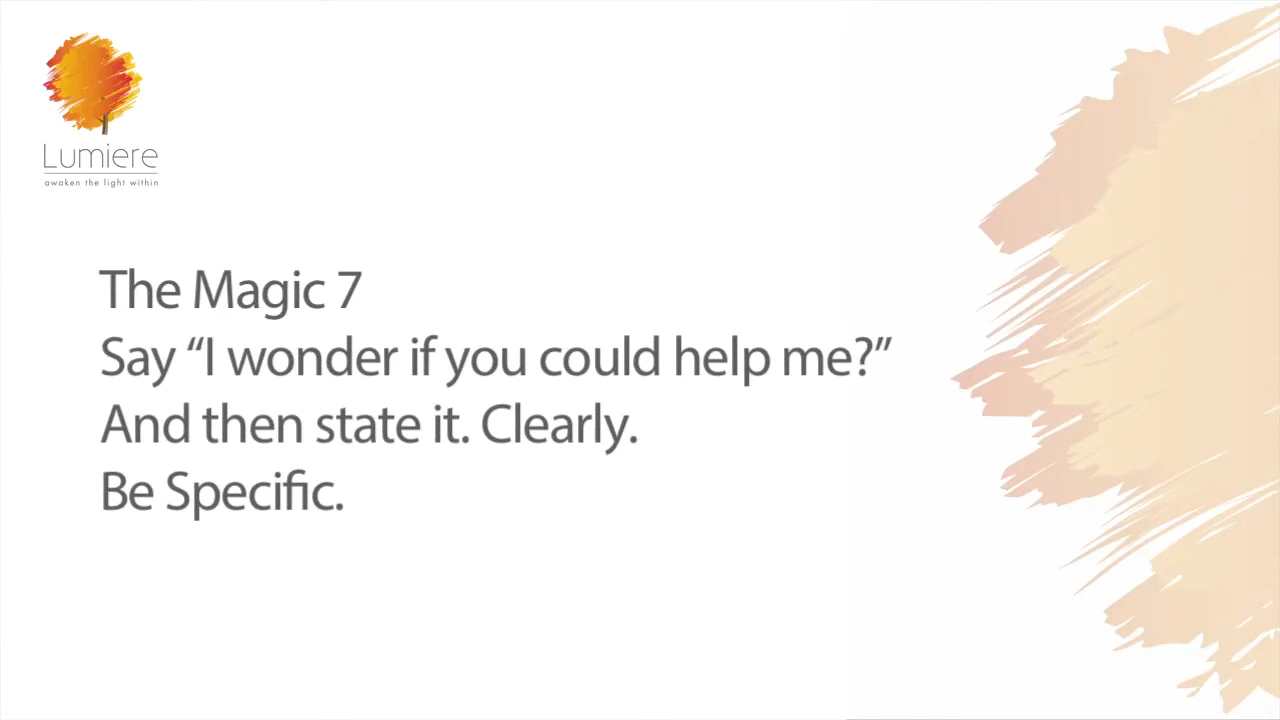 Lumiere
awaken the light within
The Magic 7
Say “I wonder if you could help me?”
And then state it. Clearly.
Be Specific.